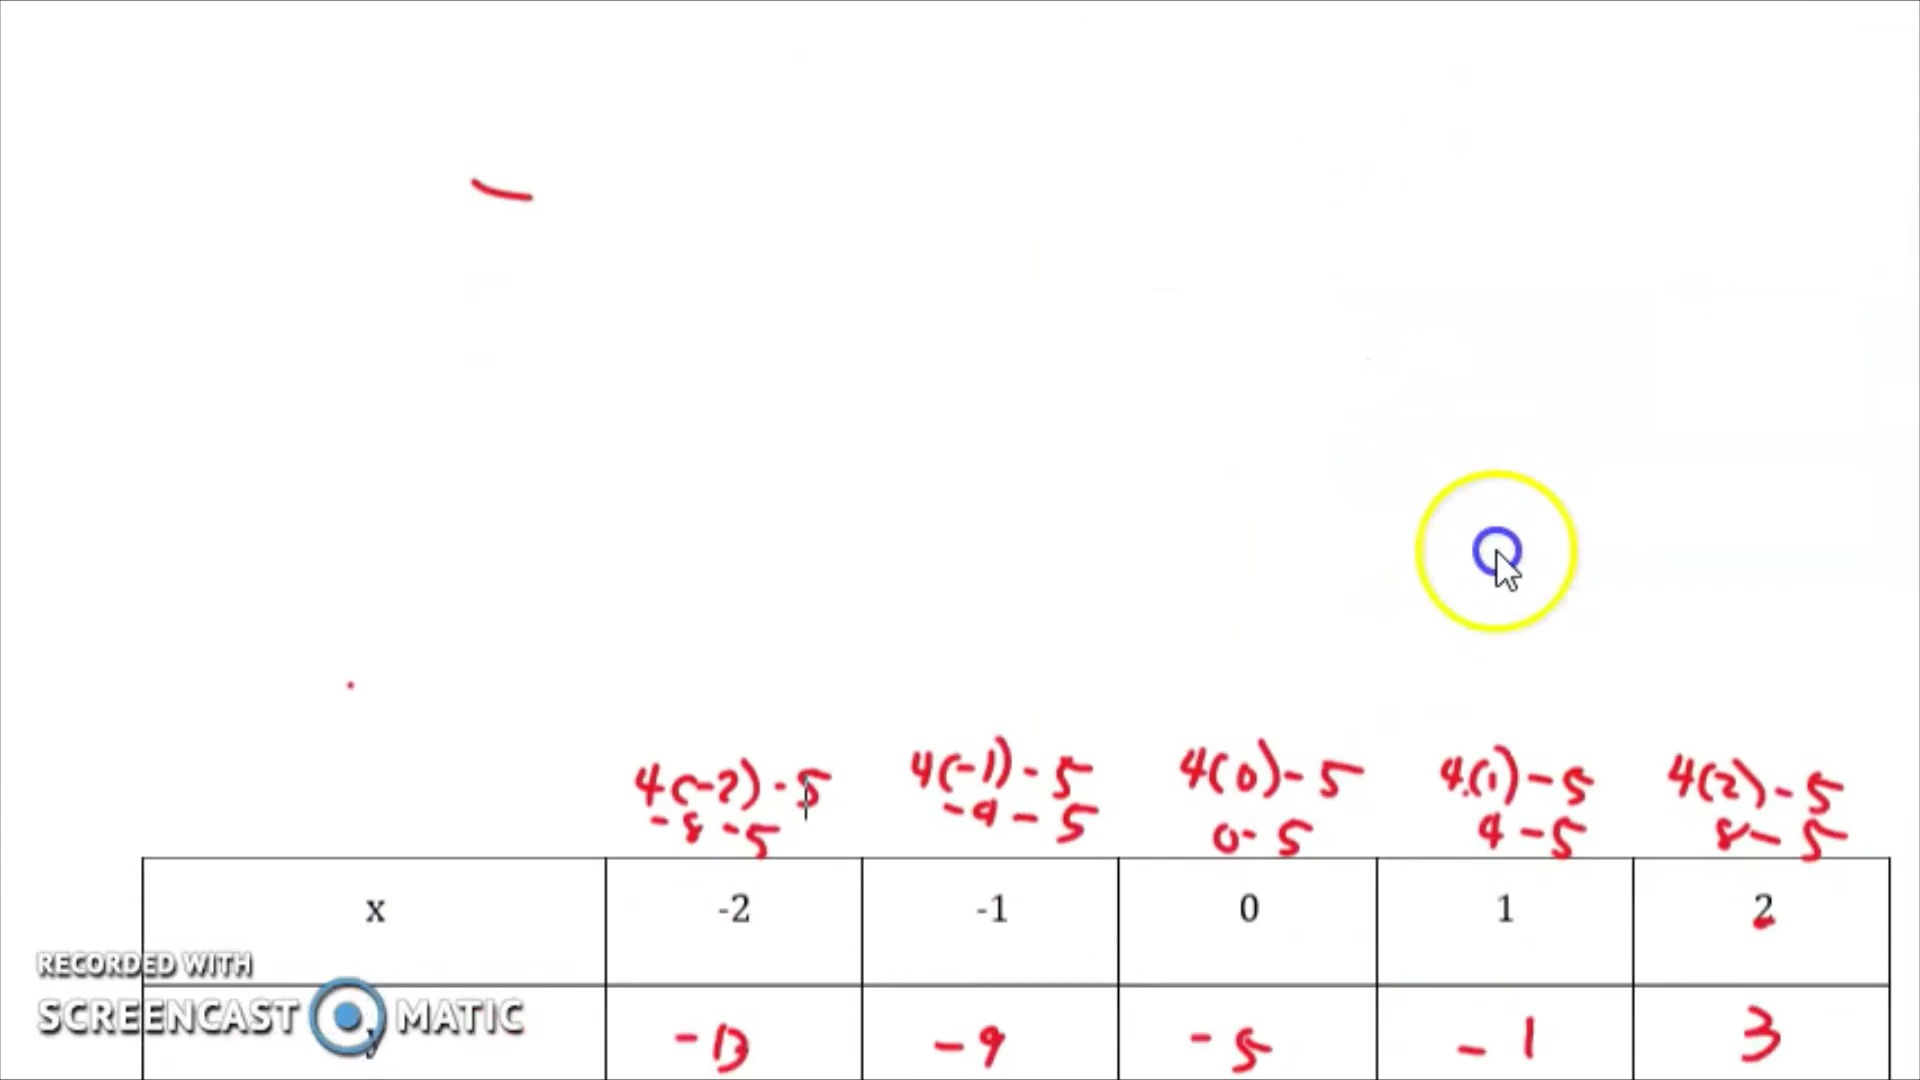 4(-2)-5 4(-1)-5 4(0)-5 4(1)-5 4(2)-5
-8-5 -4-5 0-5 4-5 8-5
x -2 -1 0 1 2
RECORDED WITH
SCREENCAST MATIC
y -13 -9 -5 -1 3